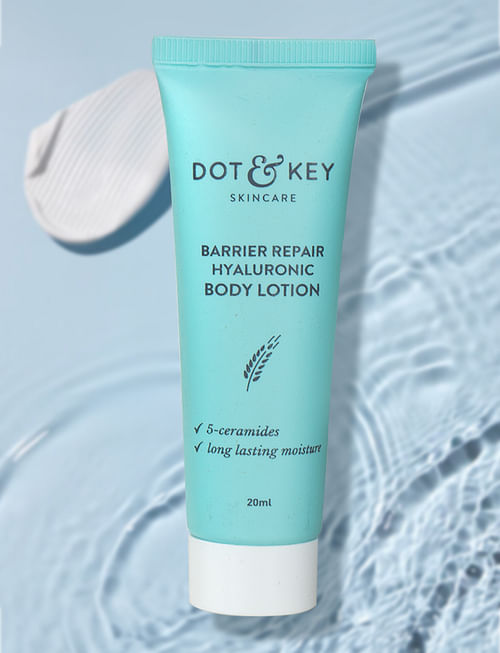 DOT & KEY
SKINCARE
BARRIER REPAIR
HYALURONIC
BODY LOTION
✓ 5-ceramides
✓ long lasting moisture
20ml